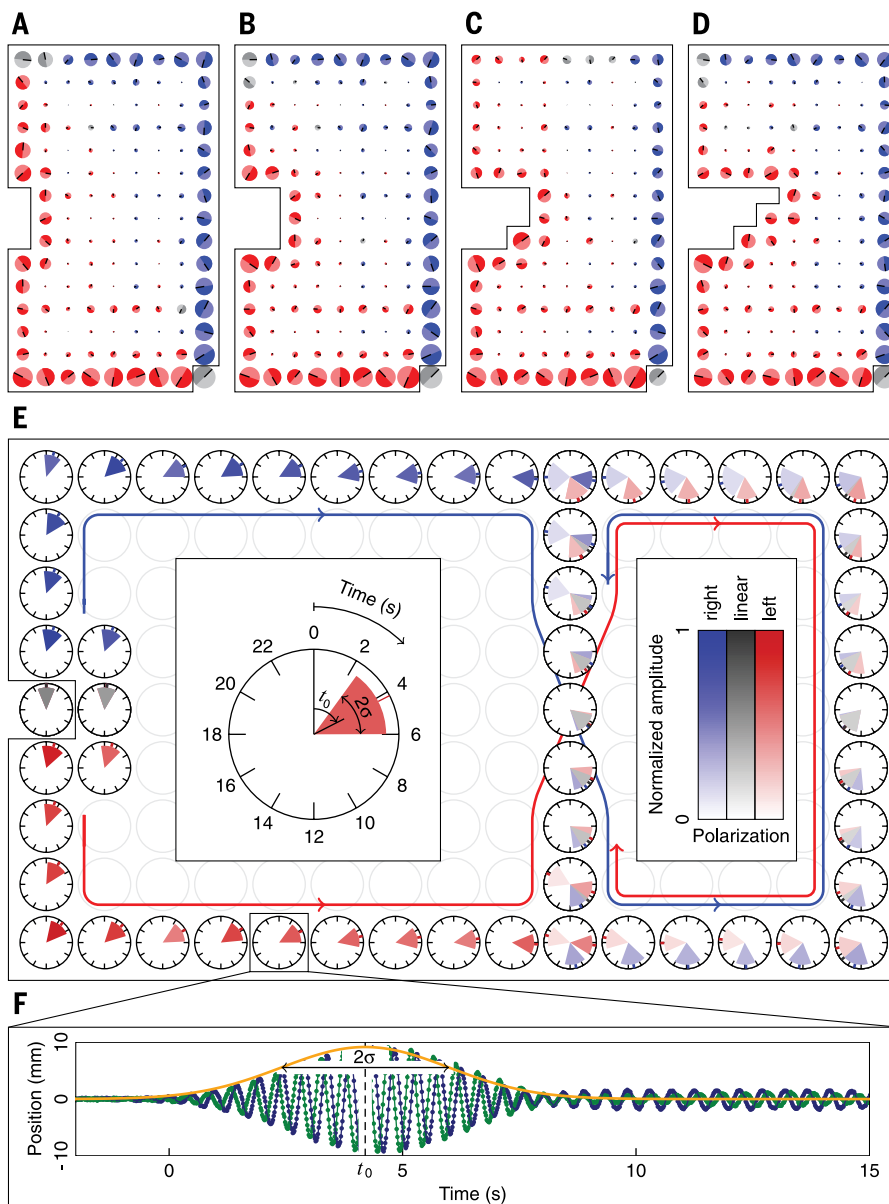 A
B
C
D
E
Time (s)
0
2
4
6
8
10
12
14
16
18
20
22
t₀
2σ
right
linear
left
Normalized amplitude
1
0
Polarization
F
Position (mm)
10
0
-10
2σ
0
t₀
5
10
15
Time (s)